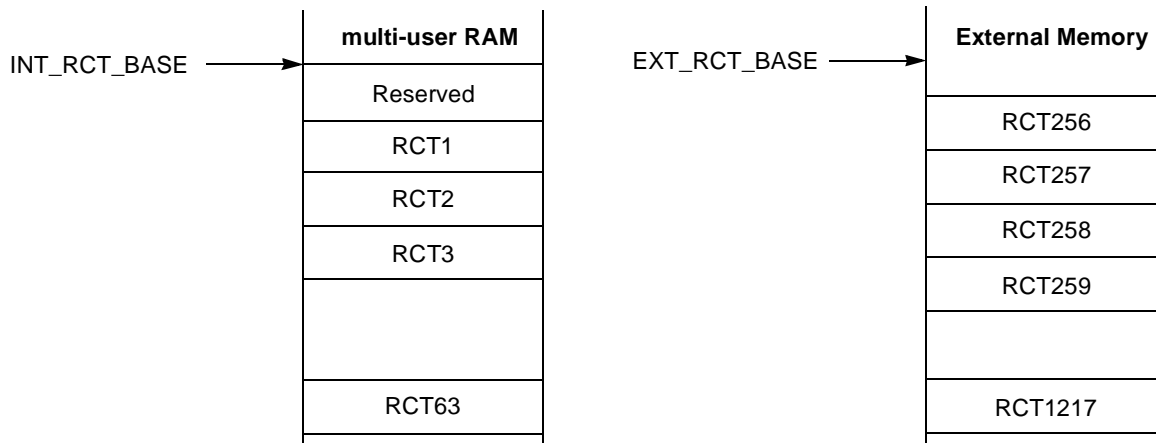 multi-user RAM
INT_RCT_BASE
Reserved
RCT1
RCT2
RCT3
RCT63
External Memory
EXT_RCT_BASE
RCT256
RCT257
RCT258
RCT259
RCT1217